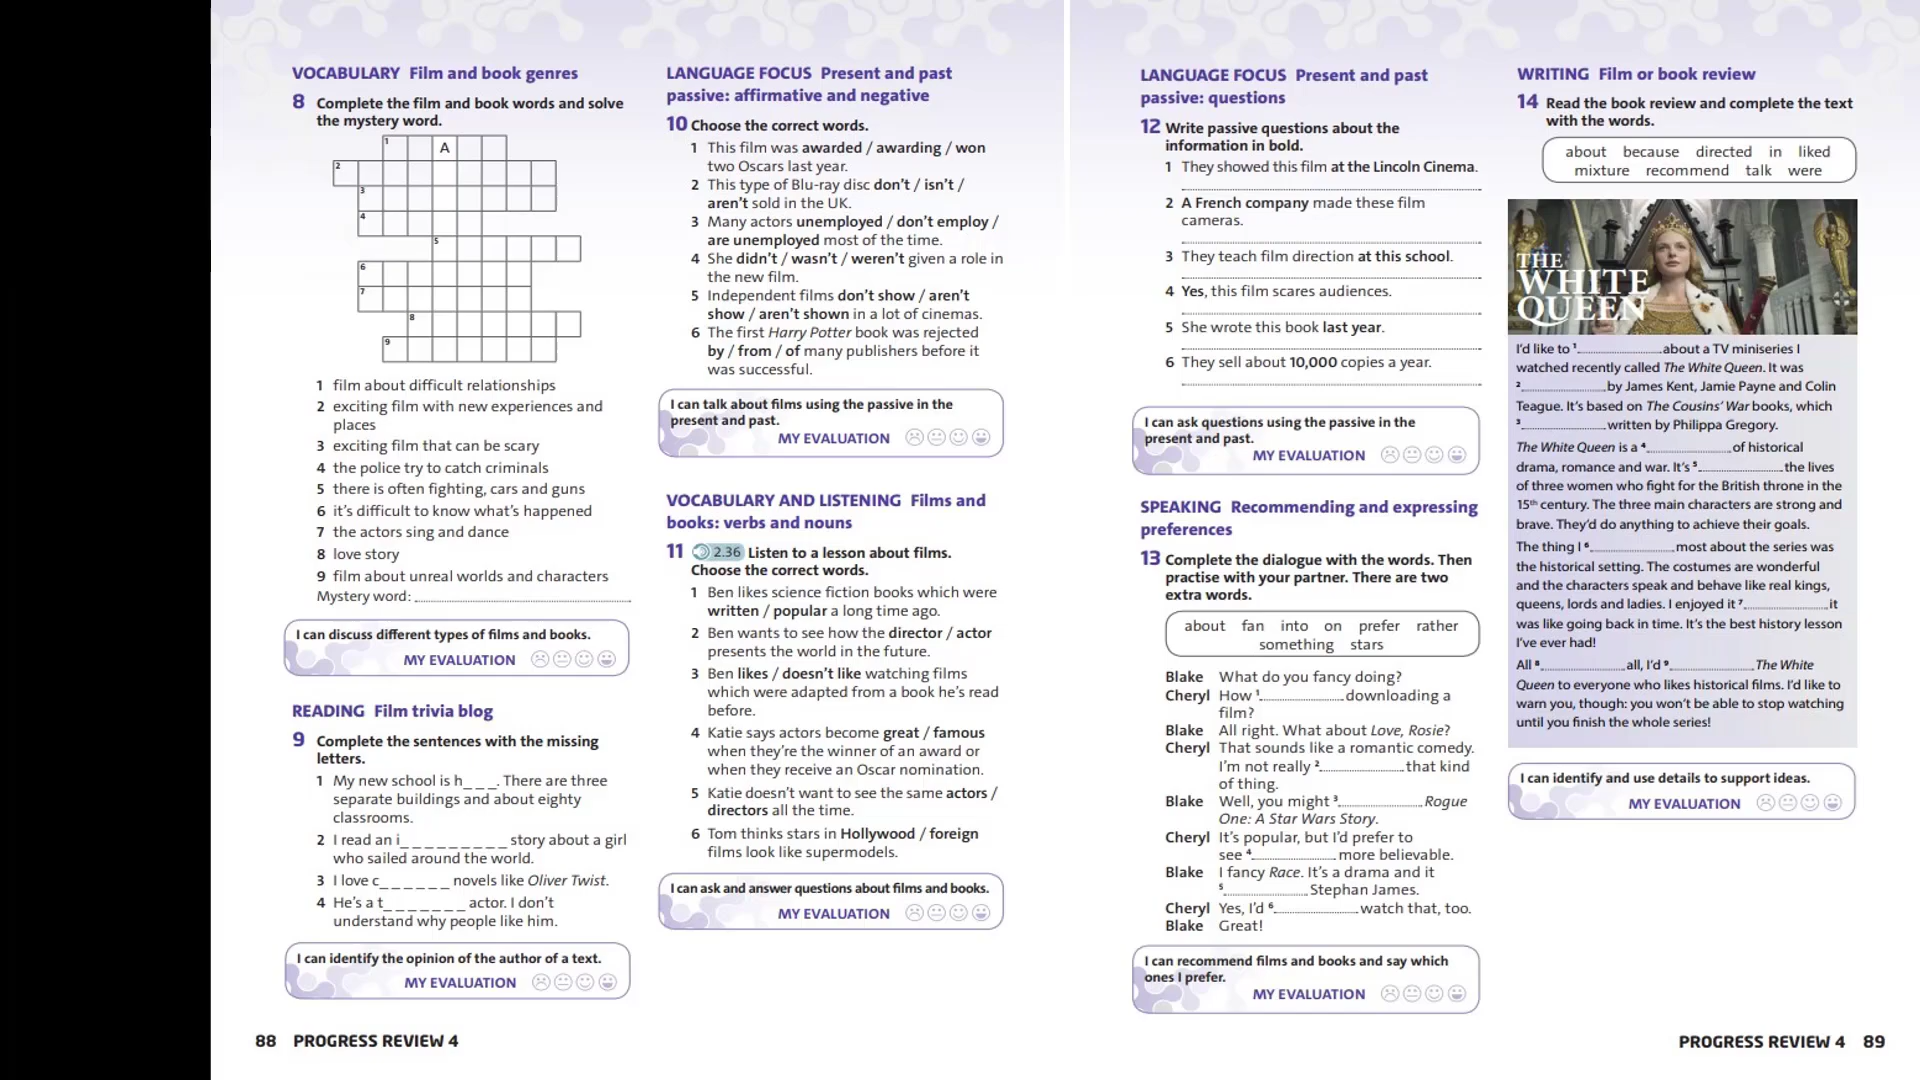 VOCABULARY Film and book genres
8 Complete the film and book words and solve
the mystery word.
1
A
2
3
4
5
6
7
8
9
1 film about difficult relationships
2 exciting film with new experiences and
places
3 exciting film that can be scary
4 the police try to catch criminals
5 there is often fighting, cars and guns
6 it's difficult to know what's happened
7 the actors sing and dance
8 love story
9 film about unreal worlds and characters
Mystery word:
I can discuss different types of films and books.
MY EVALUATION
READING Film trivia blog
9 Complete the sentences with the missing
letters.
1 My new school is h_ _ _. There are three
separate buildings and about eighty
classrooms.
2 I read an i_ _ _ _ _ _ _ _ _ story about a girl
who sailed around the world.
3 I love c_ _ _ _ _ _ novels like Oliver Twist.
4 He's a t_ _ _ _ _ _ _ actor. I don't
understand why people like him.
I can identify the opinion of the author of a text.
MY EVALUATION
88 PROGRESS REVIEW 4
LANGUAGE FOCUS Present and past
passive: affirmative and negative
10 Choose the correct words.
1 This film was awarded / awarding / won
two Oscars last year.
2 This type of Blu-ray disc don't / isn't /
aren't sold in the UK.
3 Many actors unemployed / don't employ /
are unemployed most of the time.
4 She didn't / wasn't / weren't given a role in
the new film.
5 Independent films don't show / aren't
show / aren't shown in a lot of cinemas.
6 The first Harry Potter book was rejected
by / from / of many publishers before it
was successful.
I can talk about films using the passive in the
present and past.
MY EVALUATION
VOCABULARY AND LISTENING Films and
books: verbs and nouns
11 2.36 Listen to a lesson about films.
Choose the correct words.
1 Ben likes science fiction books which were
written / popular a long time ago.
2 Ben wants to see how the director / actor
presents the world in the future.
3 Ben likes / doesn't like watching films
which were adapted from a book he's read
before.
4 Katie says actors become great / famous
when they're the winner of an award or
when they receive an Oscar nomination.
5 Katie doesn't want to see the same actors /
directors all the time.
6 Tom thinks stars in Hollywood / foreign
films look like supermodels.
I can ask and answer questions about films and books.
MY EVALUATION
LANGUAGE FOCUS Present and past
passive: questions
12 Write passive questions about the
information in bold.
1 They showed this film at the Lincoln Cinema.
2 A French company made these film
cameras.
3 They teach film direction at this school.
4 Yes, this film scares audiences.
5 She wrote this book last year.
6 They sell about 10,000 copies a year.
I can ask questions using the passive in the
present and past.
MY EVALUATION
SPEAKING Recommending and expressing
preferences
13 Complete the dialogue with the words. Then
practise with your partner. There are two
extra words.
about fan into on prefer rather
something stars
Blake What do you fancy doing?
Cheryl How 1 downloading a
film?
Blake All right. What about Love, Rosie?
Cheryl That sounds like a romantic comedy.
I'm not really 2 that kind
of thing.
Blake Well, you might 3 Rogue
One: A Star Wars Story.
Cheryl It's popular, but I'd prefer to
see 4 more believable.
Blake I fancy Race. It's a drama and it
5 Stephan James.
Cheryl Yes, I'd 6 watch that, too.
Blake Great!
I can recommend films and books and say which
ones I prefer.
MY EVALUATION
WRITING Film or book review
14 Read the book review and complete the text
with the words.
about because directed in liked
mixture recommend talk were
THE
WHITE
QUEEN
I'd like to 1 about a TV miniseries I
watched recently called The White Queen. It was
2 by James Kent, Jamie Payne and Colin
Teague. It's based on The Cousins' War books, which
3 written by Philippa Gregory.
The White Queen is a 4 of historical
drama, romance and war. It's 5 the lives
of three women who fight for the British throne in the
15th century. The three main characters are strong and
brave. They'd do anything to achieve their goals.
The thing I 6 most about the series was
the historical setting. The costumes are wonderful
and the characters speak and behave like real kings,
queens, lords and ladies. I enjoyed it 7 it
was like going back in time. It's the best history lesson
I've ever had!
All 8 all, I'd 9 The White
Queen to everyone who likes historical films. I'd like to
warn you, though: you won't be able to stop watching
until you finish the whole series!
I can identify and use details to support ideas.
MY EVALUATION
PROGRESS REVIEW 4 89